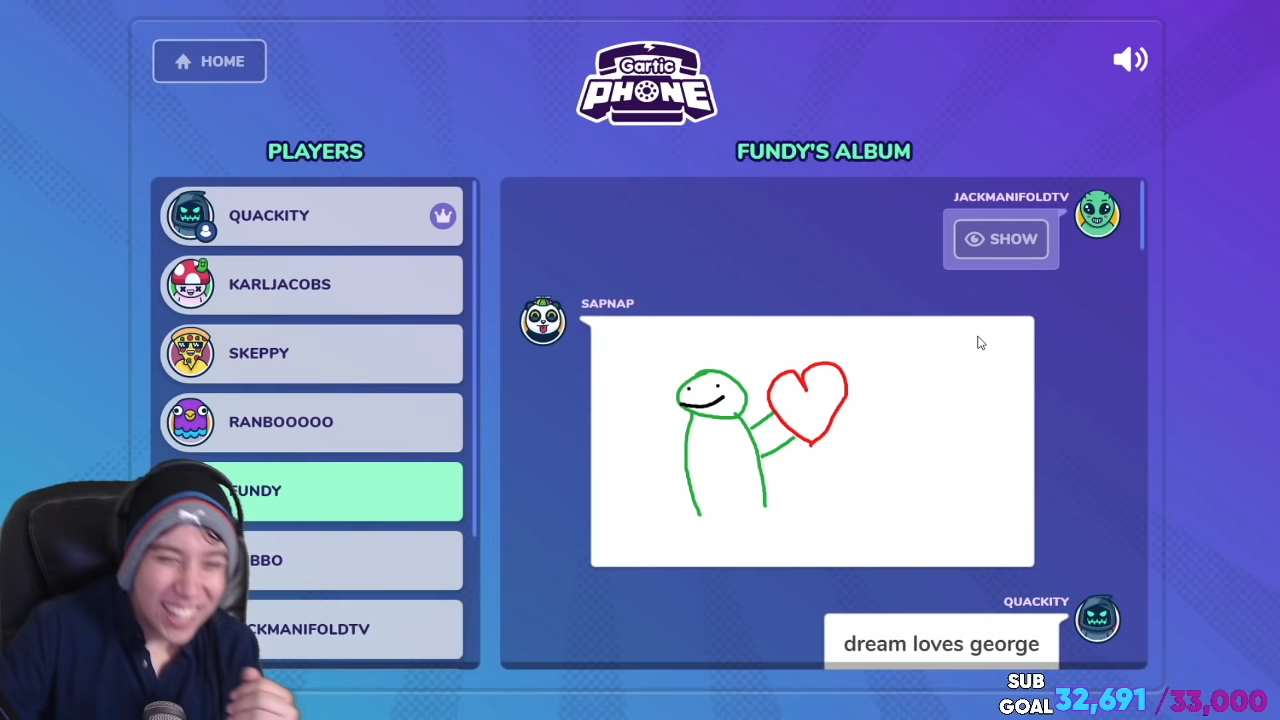 HOME
Gartic
PHONE
PLAYERS
FUNDY'S ALBUM
QUACKITY
KARLJACOBS
SKEPPY
RANBOOOOO
FUNDY
BBO
CKMANIFOLDTV
JACKMANIFOLDTV
SHOW
SAPNAP
QUACKITY
dream loves george
SUB
GOAL 32,691 /33,000